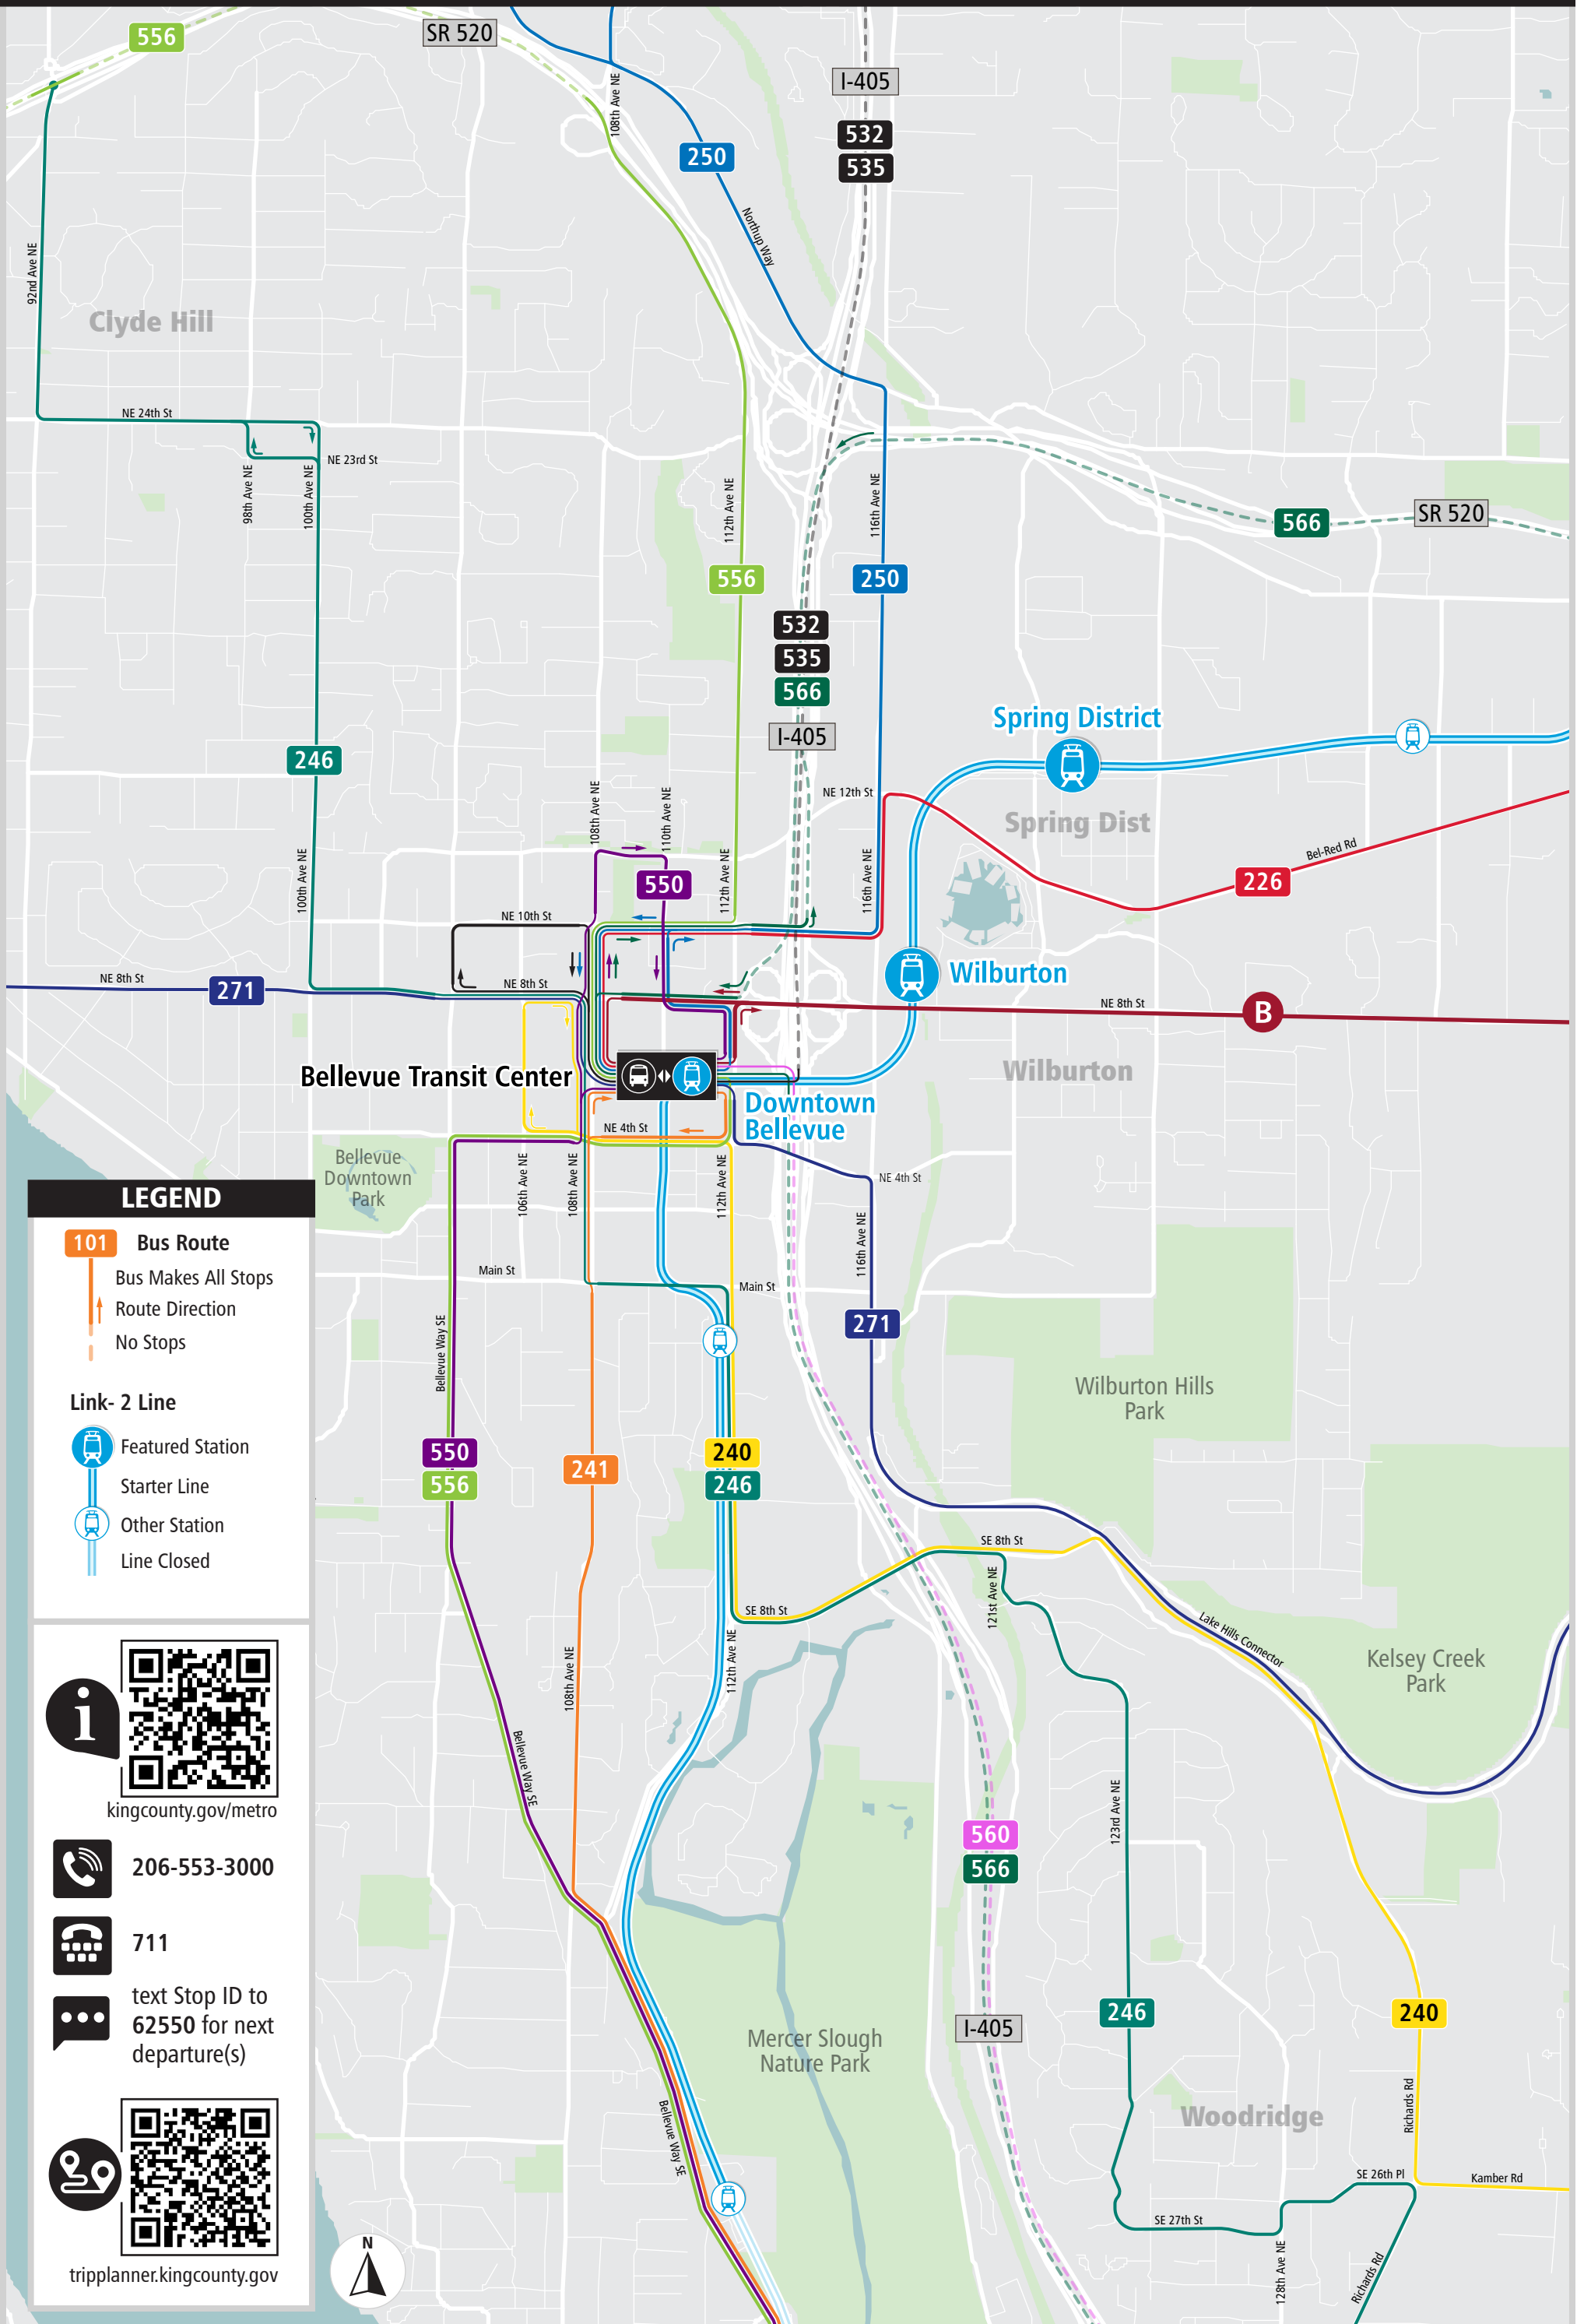 556
SR 520
I-405
532
535
108th Ave NE
250
Northup Way
92nd Ave NE
Clyde Hill
NE 24th St
NE 23rd St
98th Ave NE
100th Ave NE
112th Ave NE
116th Ave NE
566
SR 520
556
250
532
535
566
I-405
Spring District
246
NE 12th St
Spring Dist
108th Ave NE
110th Ave NE
Bel-Red Rd
226
550
100th Ave NE
112th Ave NE
116th Ave NE
NE 10th St
Wilburton
NE 8th St
271
NE 8th St
NE 8th St
B
Bellevue Transit Center
Wilburton
Downtown
Bellevue
NE 4th St
Bellevue
Downtown
Park
106th Ave NE
108th Ave NE
112th Ave NE
NE 4th St
116th Ave NE
Main St
Main St
271
Bellevue Way SE
Wilburton Hills
Park
550
556
241
240
246
SE 8th St
121st Ave NE
SE 8th St
Lake Hills Connector
108th Ave NE
112th Ave NE
Kelsey Creek
Park
Bellevue Way SE
123rd Ave NE
560
566
246
240
I-405
Mercer Slough
Nature Park
Richards Rd
Woodridge
Bellevue Way SE
SE 26th Pl
Kamber Rd
SE 27th St
128th Ave NE
Richards Rd
LEGEND
101 Bus Route
Bus Makes All Stops
Route Direction
No Stops
Link- 2 Line
Featured Station
Starter Line
Other Station
Line Closed
i
kingcounty.gov/metro
206-553-3000
711
text Stop ID to
62550 for next
departure(s)
tripplanner.kingcounty.gov
N